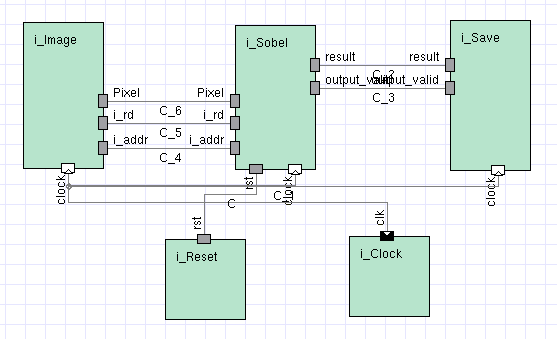 i_Image
i_Sobel
i_Save
result
result
C_2
output_valid
output_valid
C_3
Pixel
Pixel
C_6
i_rd
i_rd
C_5
i_addr
i_addr
C_4
clock
rst
clock
clock
C
rst
clk
i_Reset
i_Clock